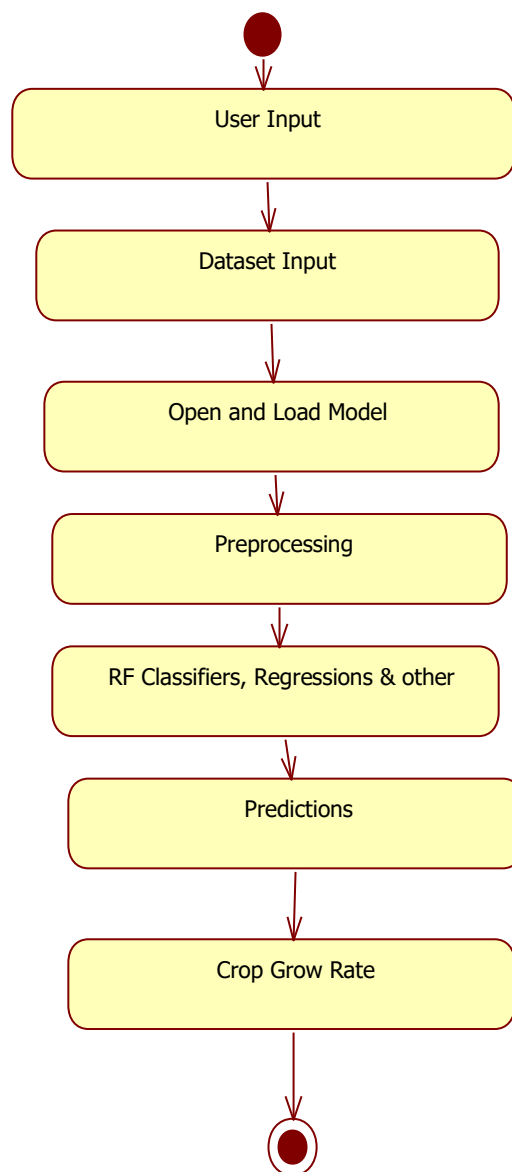 User Input
Dataset Input
Open and Load Model
Preprocessing
RF Classifiers, Regressions & other
Predictions
Crop Grow Rate